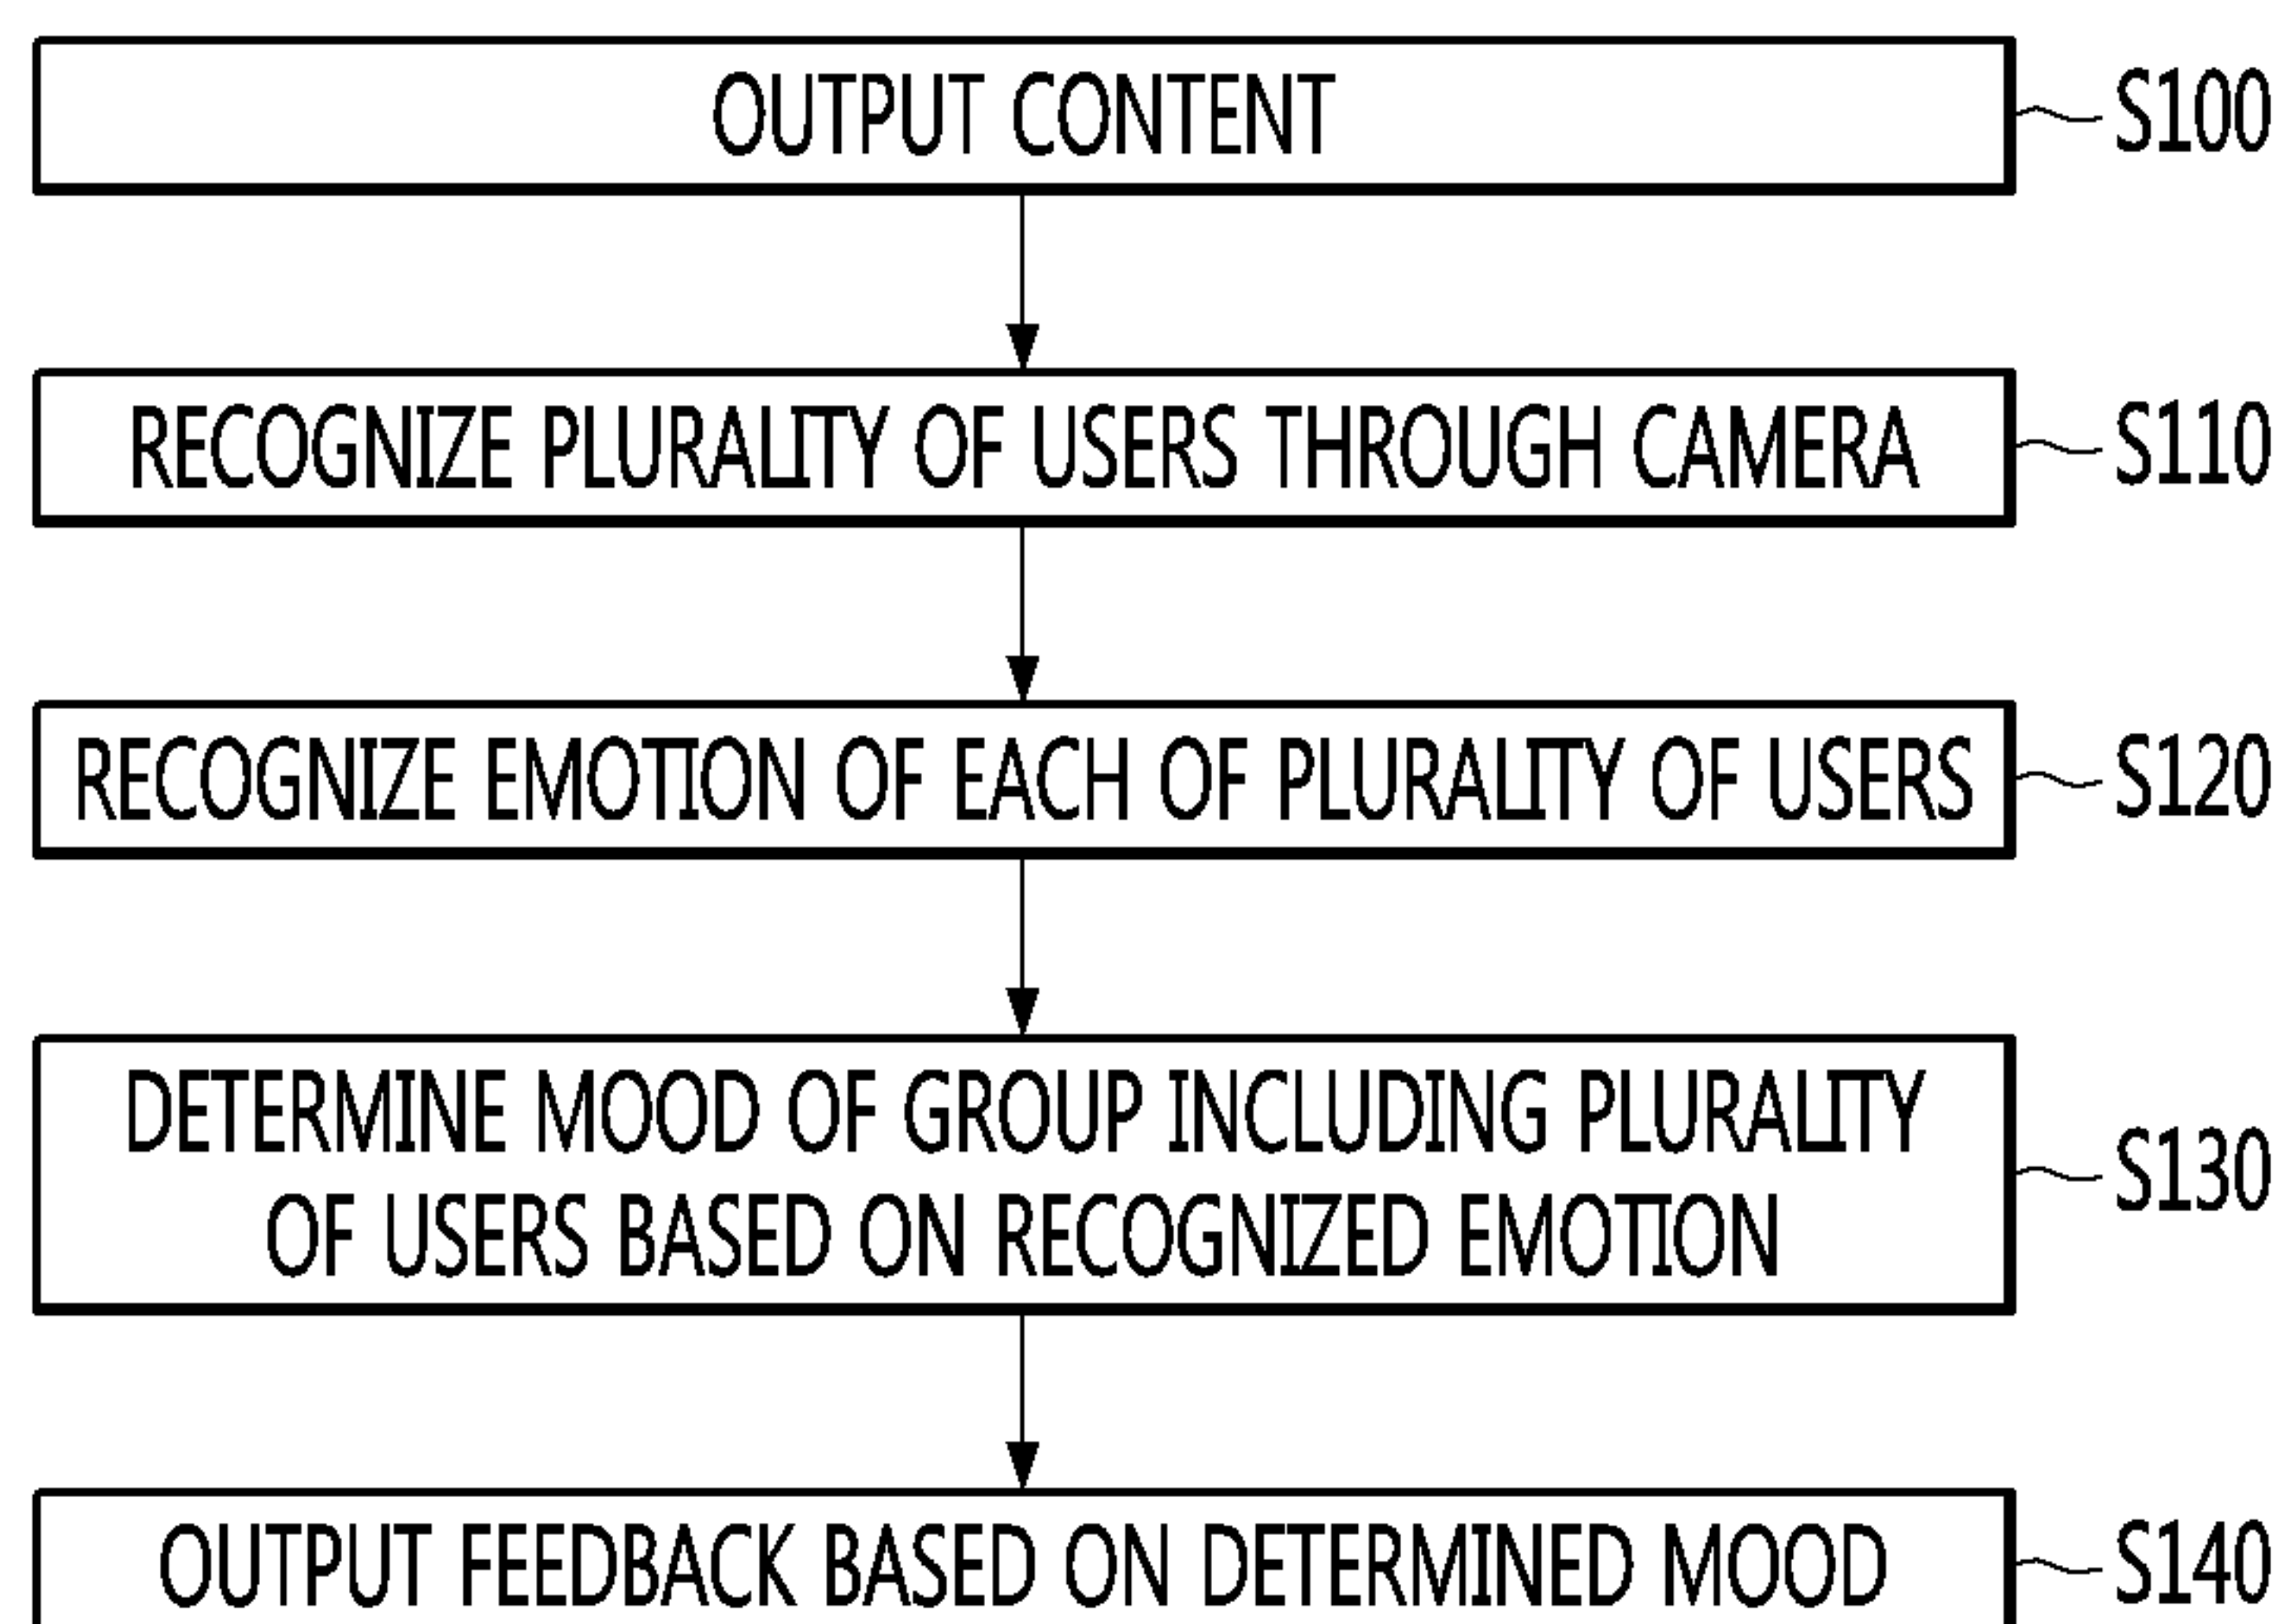 OUTPUT CONTENT
S100
RECOGNIZE PLURALITY OF USERS THROUGH CAMERA
S110
RECOGNIZE EMOTION OF EACH OF PLURALITY OF USERS
S120
DETERMINE MOOD OF GROUP INCLUDING PLURALITY
OF USERS BASED ON RECOGNIZED EMOTION
S130
OUTPUT FEEDBACK BASED ON DETERMINED MOOD
S140